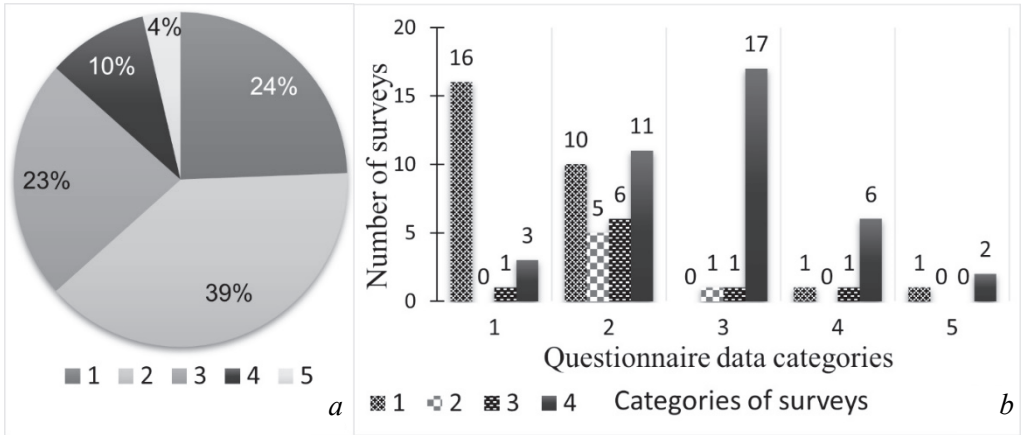 4%
10%
24%
23%
39%
1 2 3 4 5
a
20
15
10
5
0
Number of surveys
16 0 1 3
10 5 6 11
0 1 1 17
1 0 1 6
1 0 0 2
1 2 3 4 5
Questionnaire data categories
1 2 3 4 Categories of surveys
b